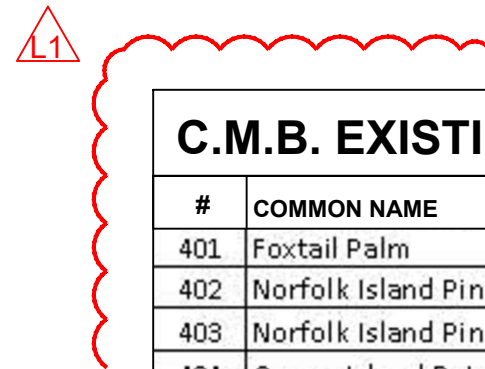 L1
C.M.B. EXISTI
# COMMON NAME
401 Foxtail Palm
402 Norfolk Island Pin
403 Norfolk Island Pin